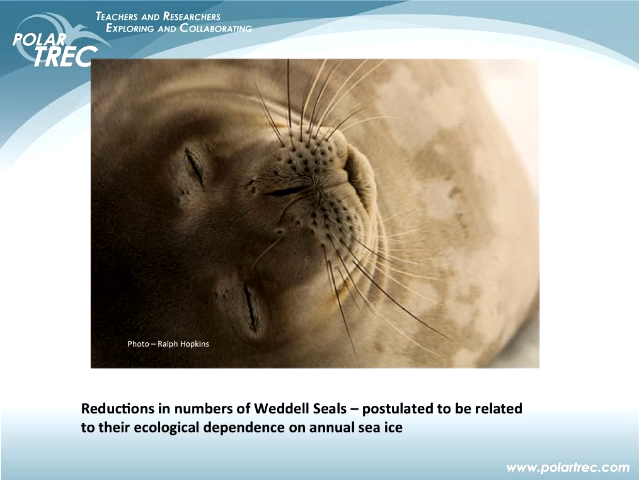 TEACHERS AND RESEARCHERS
EXPLORING AND COLLABORATING
POLAR
TREC
Photo – Ralph Hopkins
Reductions in numbers of Weddell Seals – postulated to be related
to their ecological dependence on annual sea ice
www.polartrec.com